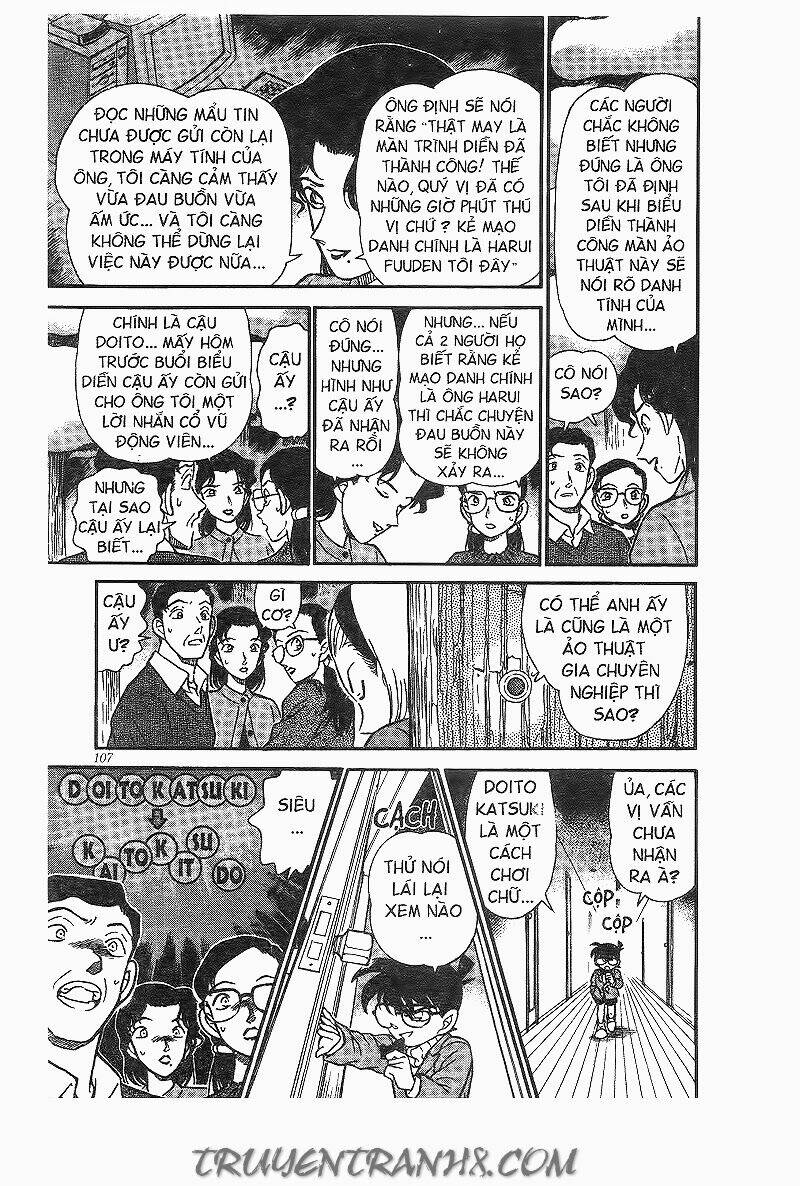 CÁC NGƯỜI
CHẮC KHÔNG
BIẾT NHƯNG
ĐÚNG LÀ ÔNG
TÔI ĐÃ ĐỊNH
SAU KHI BIỂU
DIỄN THÀNH
CÔNG MÀN ẢO
THUẬT NÀY SẼ
NÓI RÕ DANH
TÍNH CỦA
MÌNH...
CÔ NÓI
SAO?
ÔNG ĐỊNH SẼ NÓI
RẰNG "THẬT MAY LÀ
MÀN TRÌNH DIỄN ĐÃ
THÀNH CÔNG! THẾ
NÀO, QUÝ VỊ ĐÃ CÓ
NHỮNG GIỜ PHÚT THÚ
VỊ CHỨ? KẺ MẠO
DANH CHÍNH LÀ HARUI
FUUDEN TÔI ĐÂY"
ĐỌC NHỮNG MẨU TIN
CHƯA ĐƯỢC GỬI CÒN LẠI
TRONG MÁY TÍNH CỦA
ÔNG, TÔI CÀNG CẢM THẤY
VỪA ĐAU BUỒN VỪA
ẤM ỨC... VÀ TÔI CÀNG
KHÔNG THỂ DỪNG LẠI
VIỆC NÀY ĐƯỢC NỮA...
NHƯNG... NẾU
CẢ 2 NGƯỜI HỌ
BIẾT RẰNG KẺ
MẠO DANH CHÍNH
LÀ ÔNG HARUI
THÌ CHẮC CHUYỆN
ĐAU BUỒN NÀY
SẼ KHÔNG
XẢY RA...
CÔ NÓI
ĐÚNG...
NHƯNG
HÌNH NHƯ
CẬU ẤY
ĐÃ NHẬN
RA RỒI
...
CẬU
ẤY
...?
CHÍNH LÀ CẬU
DOITO... MẤY HÔM
TRƯỚC BUỔI BIỂU
DIỄN CẬU ẤY CÒN GỬI
CHO ÔNG TÔI MỘT
LỜI NHẮN CỔ VŨ
ĐỘNG VIÊN...
NHƯNG
TẠI SAO
CẬU ẤY LẠI
BIẾT...
CÓ THỂ ANH ẤY
LÀ CŨNG LÀ MỘT
ẢO THUẬT
GIA CHUYÊN
NGHIỆP THÌ
SAO?
GÌ
CƠ?
CẬU
ẤY
Ư?
107
ỦA, CÁC
VỊ VẪN
CHƯA
NHẬN
RA À?
DOITO
KATSUKI
LÀ MỘT
CÁCH
CHƠI
CHỮ...
CỘP
CỘP
CẠCH
THỬ NÓI
LÁI LẠI
XEM NÀO
...
SIÊU
...
D OI TO K ATSU KI
K AI TO K IT SU DO
TRUYENTRANH8.COM